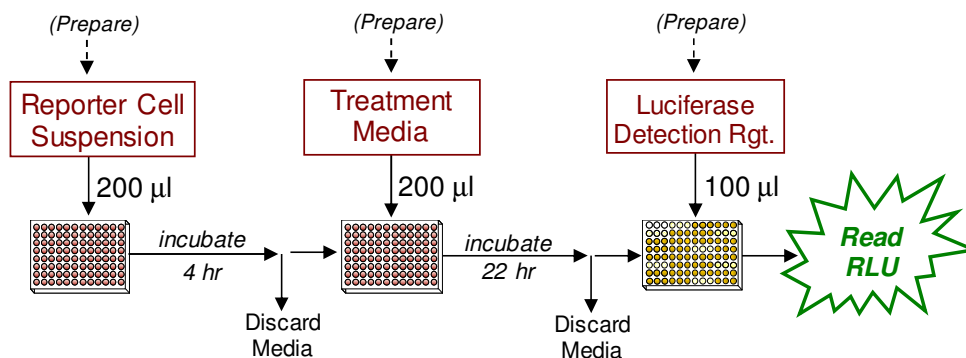 (Prepare)
(Prepare)
(Prepare)
Reporter Cell
Suspension
Treatment
Media
Luciferase
Detection Rgt.
200 µl
200 µl
100 µl
incubate
4 hr
incubate
22 hr
Read
RLU
Discard
Media
Discard
Media